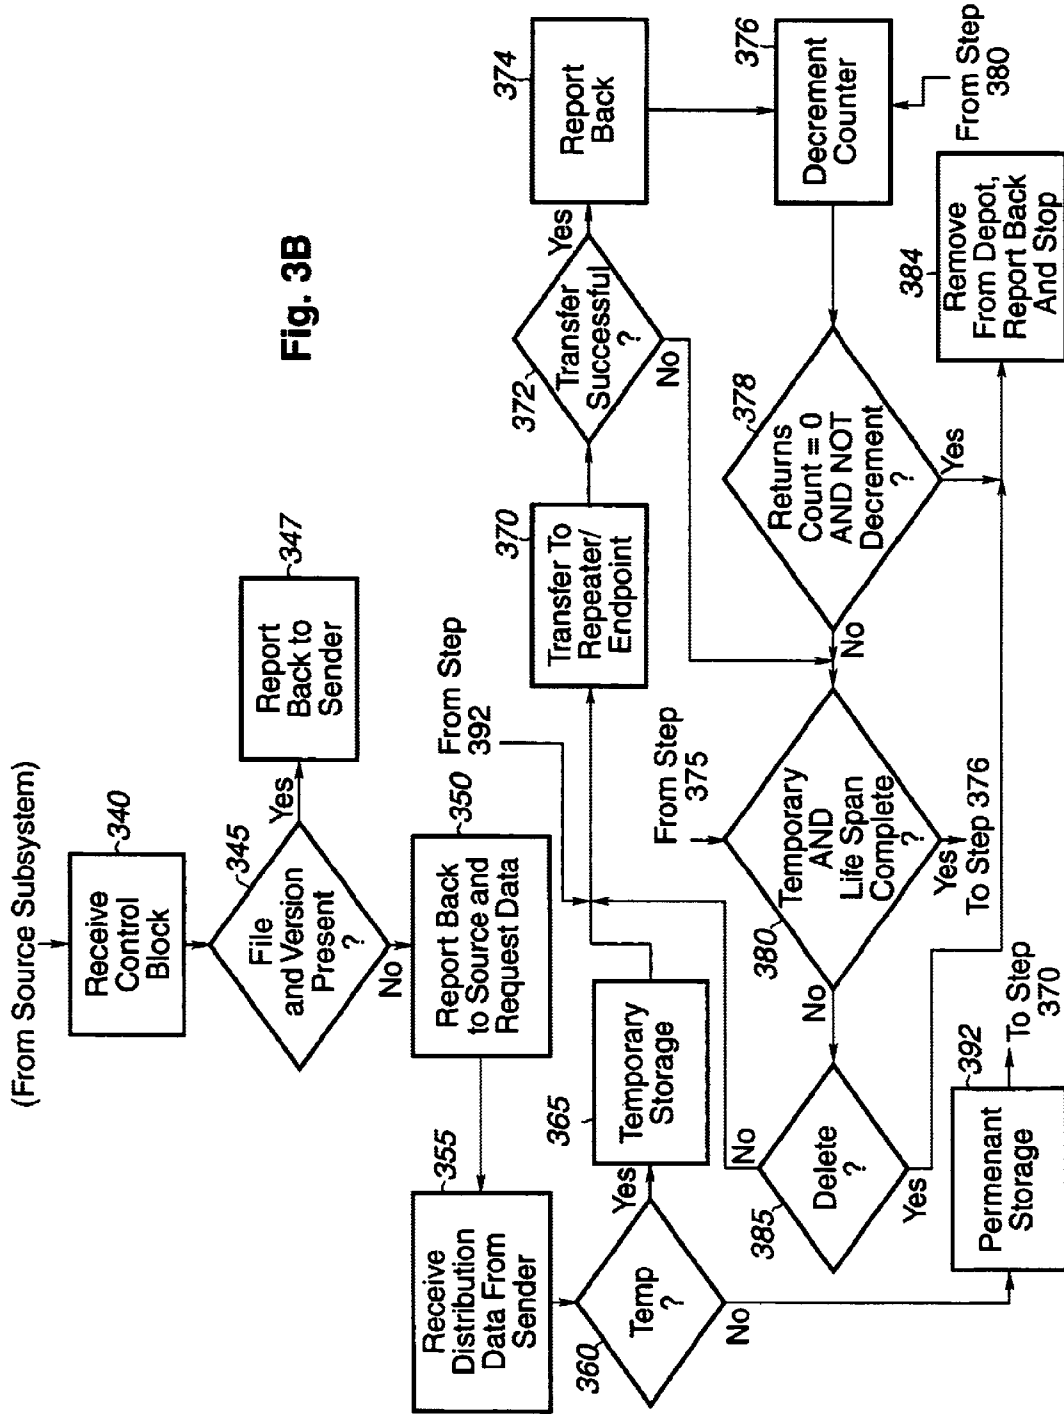 (From Source Subsystem)
340
Receive
Control
Block
345
File
and Version
Present
?
Yes
No
347
Report
Back to
Sender
350
Report Back
to Source and
Request Data
355
Receive
Distribution
Data From
Sender
360
Temp
?
Yes
No
365
Temporary
Storage
From Step
392
Fig. 3B
370
Transfer To
Repeater/
Endpoint
372
Transfer
Successful
?
Yes
No
374
Report
Back
376
Decrement
Counter
From Step
380
378
Returns
Count = 0
AND NOT
Decrement
?
Yes
No
From Step
375
380
Temporary
AND
Life Span
Complete
?
Yes
To Step 376
No
384
Remove
From Depot,
Report Back
And Stop
385
Delete
?
No
Yes
392
Permenant
Storage
To Step
370